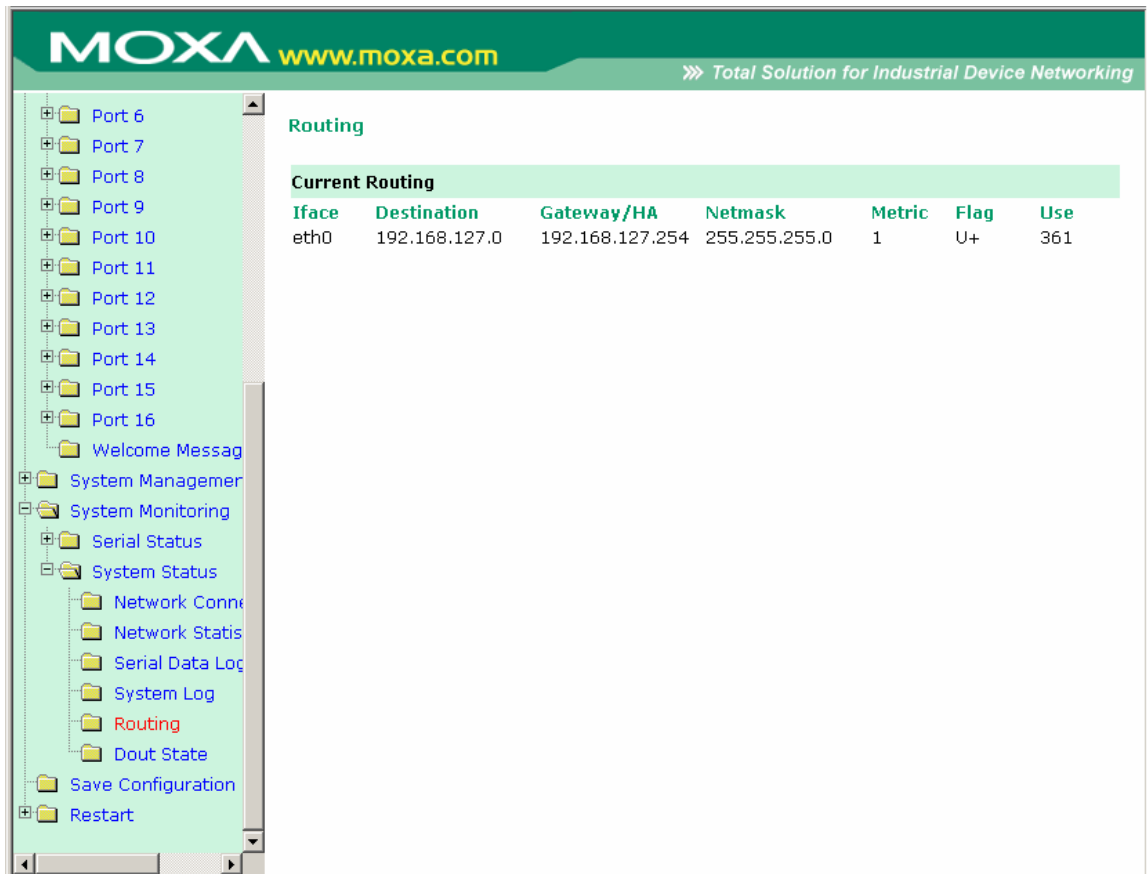 MOXA www.moxa.com
Total Solution for Industrial Device Networking
Port 6
Port 7
Port 8
Port 9
Port 10
Port 11
Port 12
Port 13
Port 14
Port 15
Port 16
Welcome Messag
System Managemen
System Monitoring
Serial Status
System Status
Network Conne
Network Statis
Serial Data Log
System Log
Routing
Dout State
Save Configuration
Restart
Routing
Current Routing
Iface Destination Gateway/HA Netmask Metric Flag Use
eth0 192.168.127.0 192.168.127.254 255.255.255.0 1 U+ 361